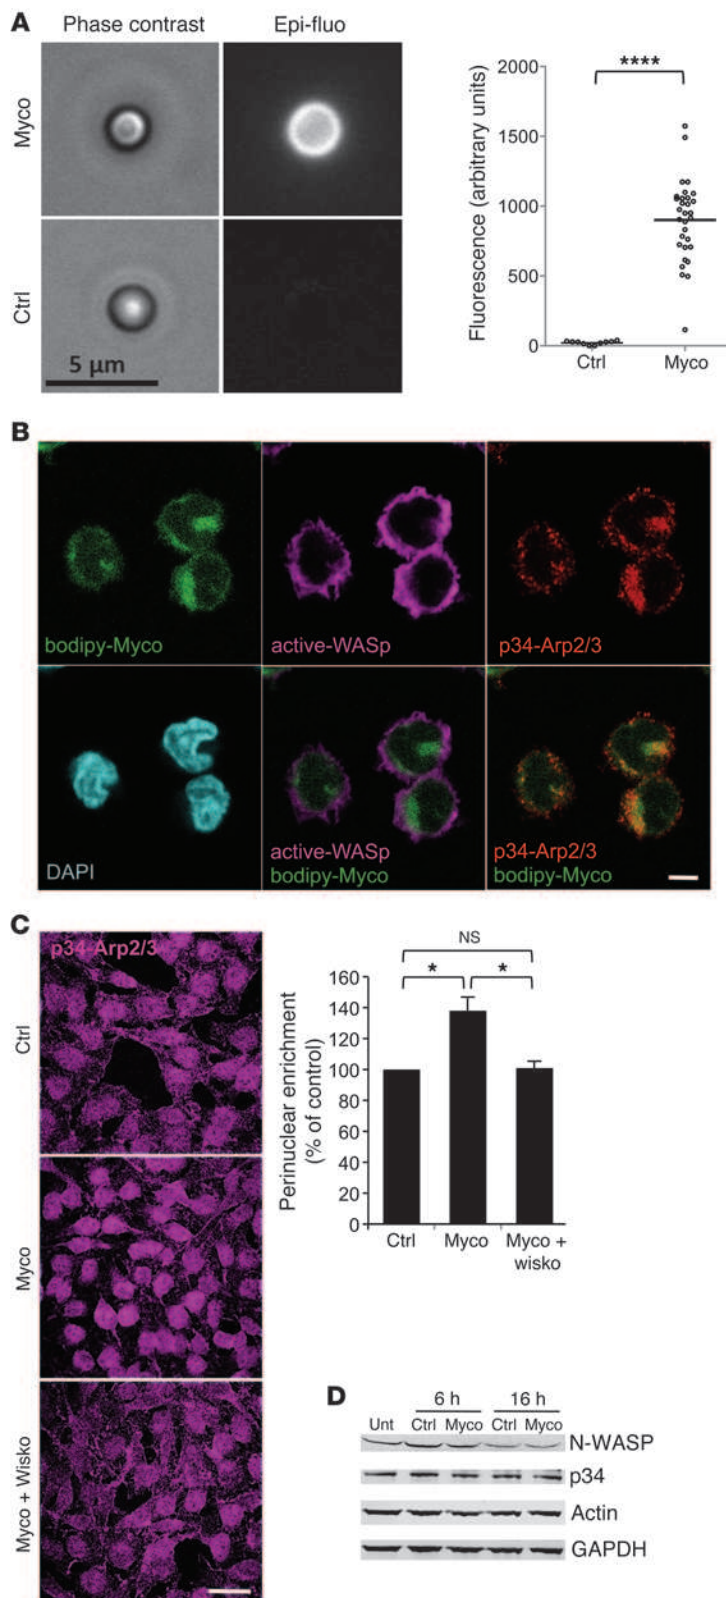 A
Phase contrast
Epi-fluo
Myco
Ctrl
5 µm
Fluorescence (arbitrary units)
2000
1500
1000
500
0
****
Ctrl
Myco
B
bodipy-Myco
active-WASp
p34-Arp2/3
DAPI
active-WASp
bodipy-Myco
p34-Arp2/3
bodipy-Myco
C
p34-Arp2/3
Ctrl
Myco
Myco + Wisko
Perinuclear enrichment
(% of control)
160
140
120
100
80
60
40
20
0
NS
*
*
Ctrl
Myco
Myco +
wisko
D
6 h
16 h
Unt
Ctrl
Myco
Ctrl
Myco
N-WASP
p34
Actin
GAPDH